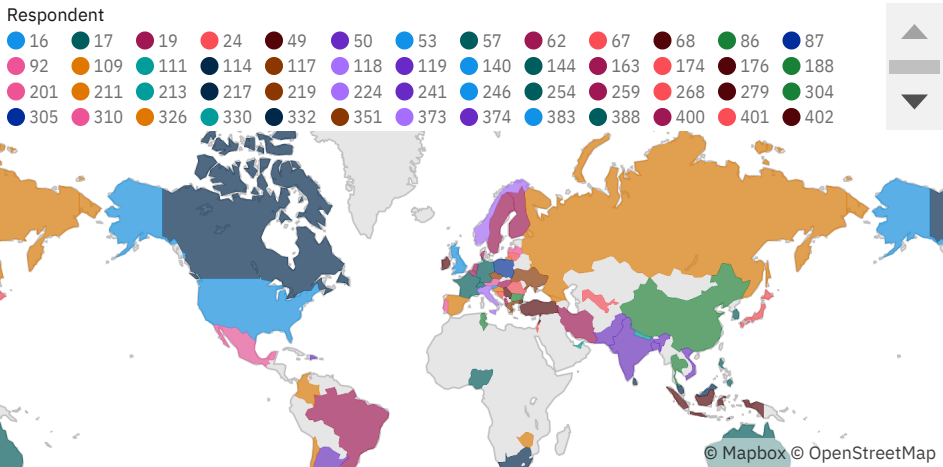 Respondent
16 17 19 24 49 50 53 57 62 67 68 86 87
92 109 111 114 117 118 119 140 144 163 174 176 188
201 211 213 217 219 224 241 246 254 259 268 279 304
305 310 326 330 332 351 373 374 383 388 400 401 402
© Mapbox © OpenStreetMap